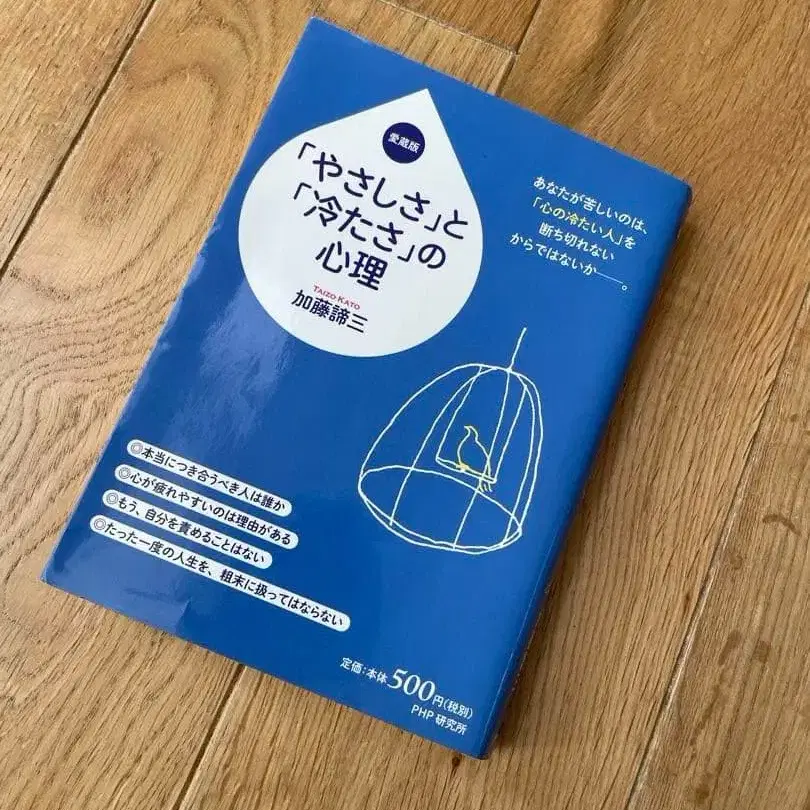 愛蔵版
「やさしさ」と
「冷たさ」の
心理
TAIZO KATO
加藤諦三
あなたが苦しいのは、
「心の冷たい人」を
断ち切れない
からではないか――。
◎本当につき合うべき人は誰か
◎心が疲れやすいのは理由がある
◎もう、自分を責めることはない
◎たった一度の人生を、粗末に扱ってはならない
定価：本体500円(税別)
PHP研究所